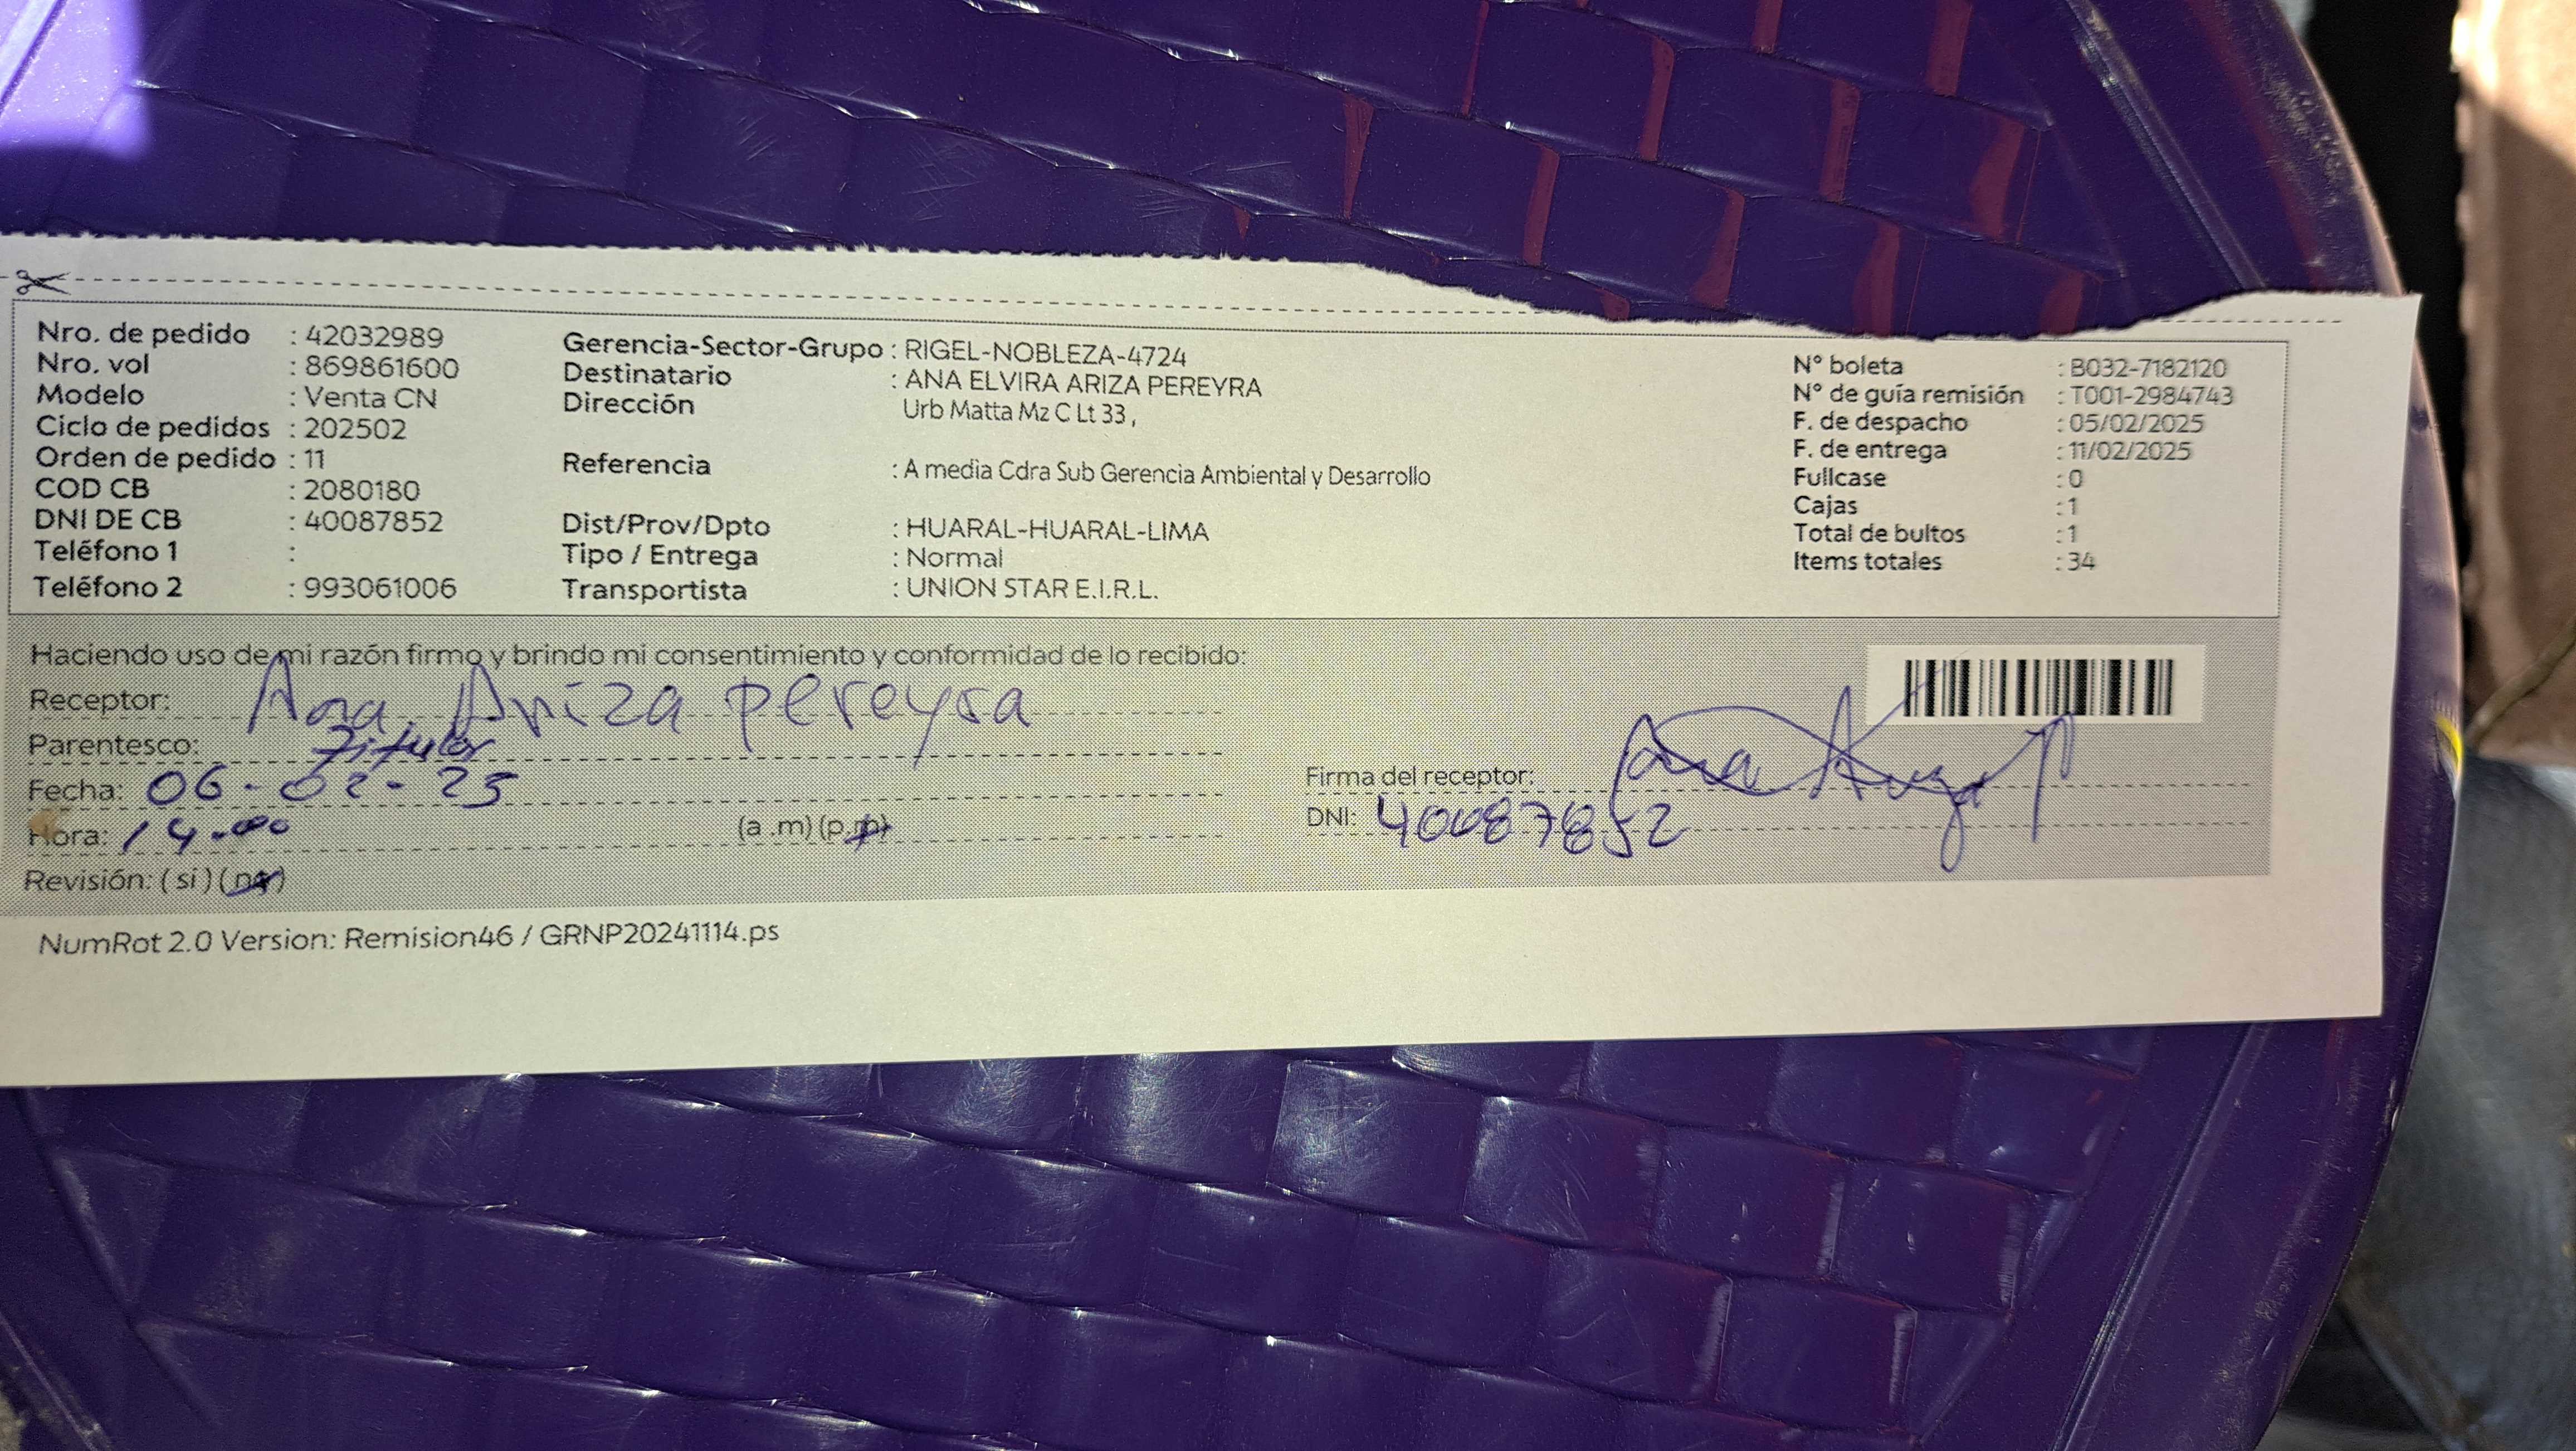 Nro. de pedido : 42032989
Nro. vol : 869861600
Modelo : Venta CN
Ciclo de pedidos : 202502
Orden de pedido : 11
COD CB : 2080180
DNI DE CB : 40087852
Teléfono 1 :
Teléfono 2 : 993061006
Gerencia-Sector-Grupo : RIGEL-NOBLEZA-4724
Destinatario : ANA ELVIRA ARIZA PEREYRA
Dirección Urb Matta Mz C Lt 33,
Referencia : A media Cdra Sub Gerencia Ambiental y Desarrollo
Dist/Prov/Dpto : HUARAL-HUARAL-LIMA
Tipo / Entrega : Normal
Transportista : UNION STAR E.I.R.L.
N° boleta : B032-7182120
N° de guía remisión : T001-2984743
F. de despacho : 05/02/2025
F. de entrega : 11/02/2025
Fullcase : 0
Cajas : 1
Total de bultos : 1
Items totales : 34
Haciendo uso de mi razón firmo y brindo mi consentimiento y conformidad de lo recibido:
Receptor: Ana Ariza pereyra
Parentesco: Titular
Fecha: 06-02-25
Hora: 14-00 (a .m) (p.m)
Revisión: ( si ) ( no )
Firma del receptor: Ana Ariza P
DNI: 40087852
NumRot 2.0 Version: Remision46 / GRNP20241114.ps